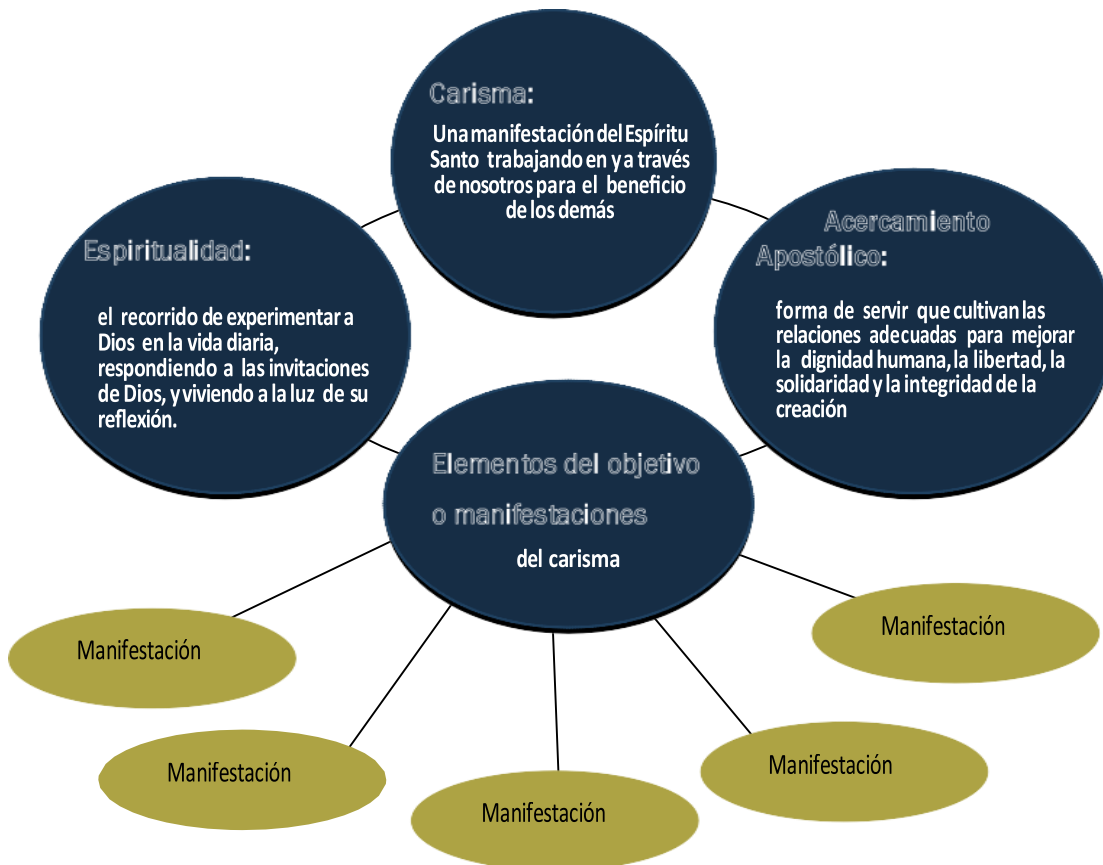 Carisma:
Una manifestación del Espíritu
Santo trabajando en y a través
de nosotros para el beneficio
de los demás
Espiritualidad:
el recorrido de experimentar a
Dios en la vida diaria,
respondiendo a las invitaciones
de Dios, y viviendo a la luz de su
reflexión.
Acercamiento
Apostólico:
forma de servir que cultivan las
relaciones adecuadas para mejorar
la dignidad humana, la libertad, la
solidaridad y la integridad de la
creación
Elementos del objetivo
o manifestaciones
del carisma
Manifestación
Manifestación
Manifestación
Manifestación
Manifestación